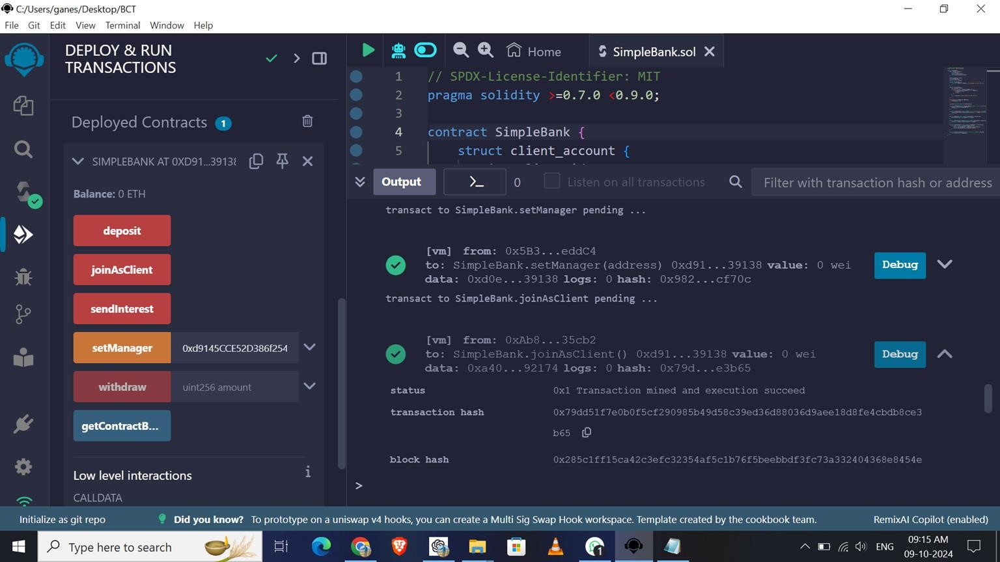 C:/Users/ganes/Desktop/BCT
File Git Edit View Terminal Window Help
DEPLOY & RUN
TRANSACTIONS
Deployed Contracts 1
SIMPLEBANK AT 0XD91...39138
Balance: 0 ETH
deposit
joinAsClient
sendInterest
setManager 0xd9145CCE52D386f254
withdraw uint256 amount
getContractB...
Low level interactions i
CALLDATA
Home SimpleBank.sol
1 // SPDX-License-Identifier: MIT
2 pragma solidity >=0.7.0 <0.9.0;
3
4 contract SimpleBank {
5 struct client_account {
Output >_ 0 Listen on all transactions Filter with transaction hash or address
transact to SimpleBank.setManager pending ...
[vm] from: 0x5B3...eddC4
to: SimpleBank.setManager(address) 0xd91...39138 value: 0 wei
data: 0xd0e...39138 logs: 0 hash: 0x982...cf70c
Debug
transact to SimpleBank.joinAsClient pending ...
[vm] from: 0xAb8...35cb2
to: SimpleBank.joinAsClient() 0xd91...39138 value: 0 wei
data: 0xa40...92174 logs: 0 hash: 0x79d...e3b65
Debug
status 0x1 Transaction mined and execution succeed
transaction hash 0x79dd51f7e0b0f5cf290985b49d58c39ed36d88036d9aee18d8fe4cbdb8ce3
b65
block hash 0x285c1ff15ca42c3efc32354af5c1b76f5beebbdf3fc73a332404368e8454e
>
Initialize as git repo Did you know? To prototype on a uniswap v4 hooks, you can create a Multi Sig Swap Hook workspace. Template created by the cookbook team. RemixAI Copilot (enabled)
Type here to search
1
ENG
09:15 AM
09-10-2024